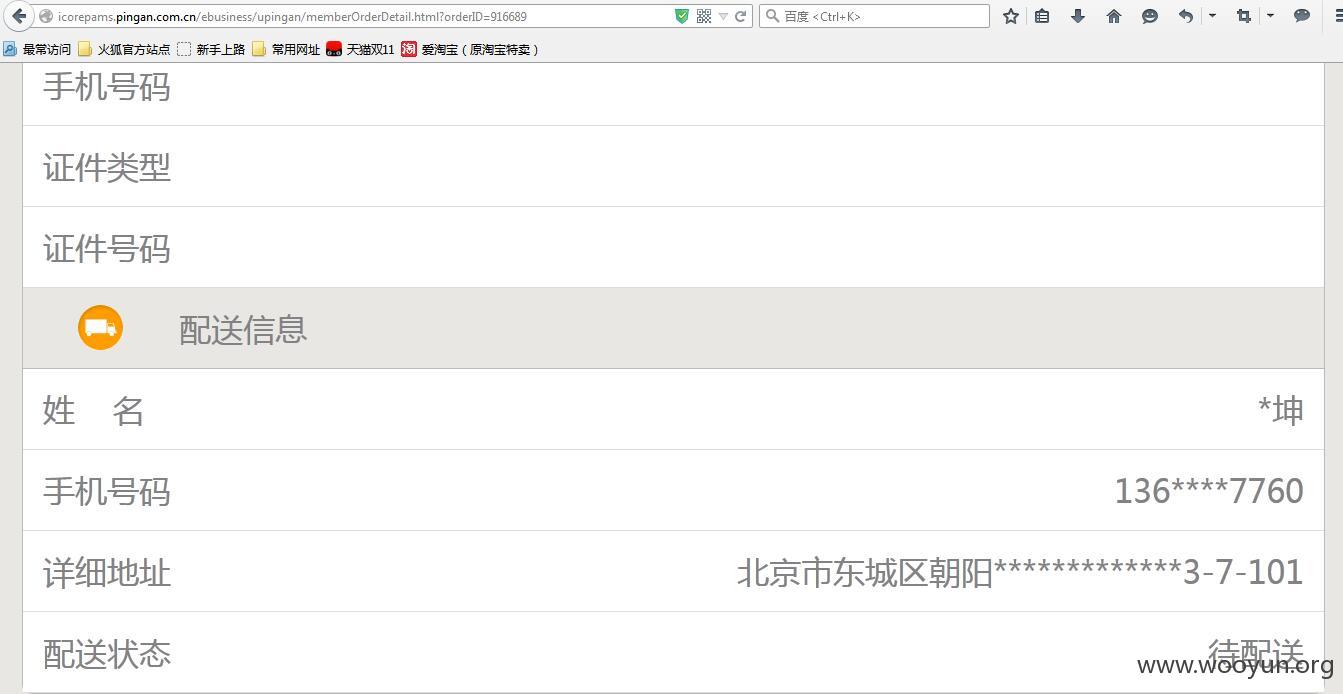 icorepams.pingan.com.cn/ebusiness/upingan/memberOrderDetail.html?orderID=916689 百度 <Ctrl+K>
最常访问 火狐官方站点 新手上路 常用网址 天猫双11 淘 爱淘宝（原淘宝特卖）
手机号码
证件类型
证件号码
配送信息
姓 名 *坤
手机号码 136****7760
详细地址 北京市东城区朝阳*************3-7-101
配送状态 待配送
www.wooyun.org